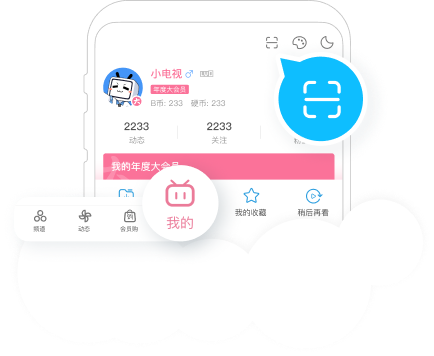 小电视
年度大会员
B币: 233 硬币: 233
2233 2233
动态 关注
我的年度大会员
我的收藏 稍后再看
频道 动态 会员购 我的